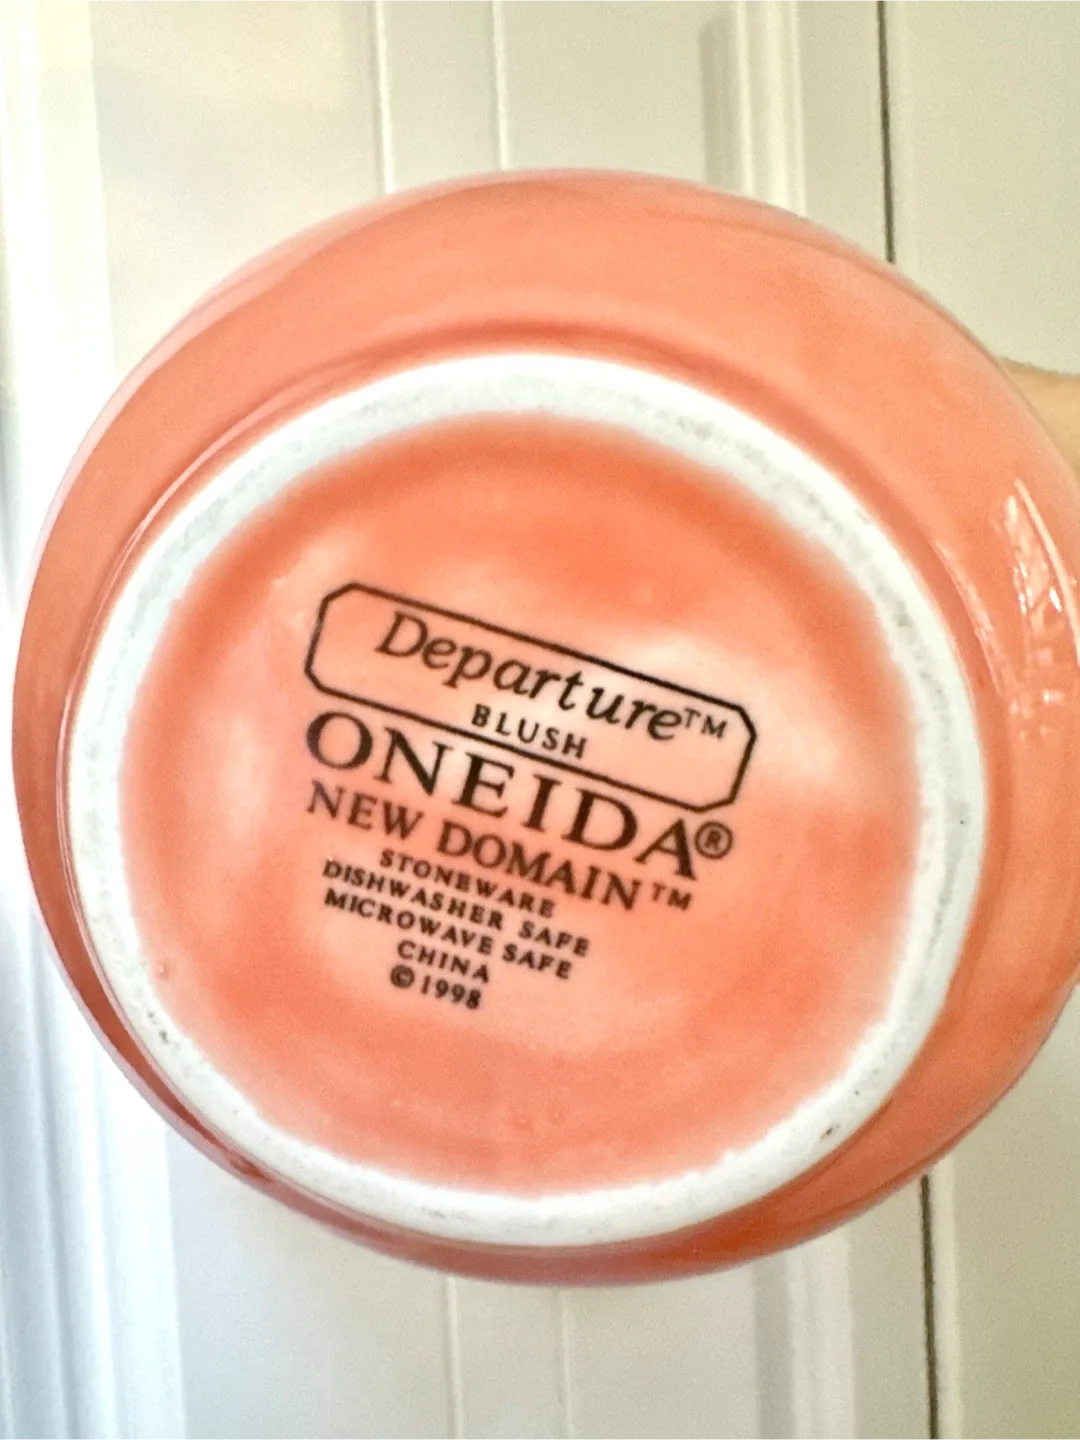 Departure™
BLUSH
ONEIDA®
NEW DOMAIN™
STONEWARE
DISHWASHER SAFE
MICROWAVE SAFE
CHINA
©1998